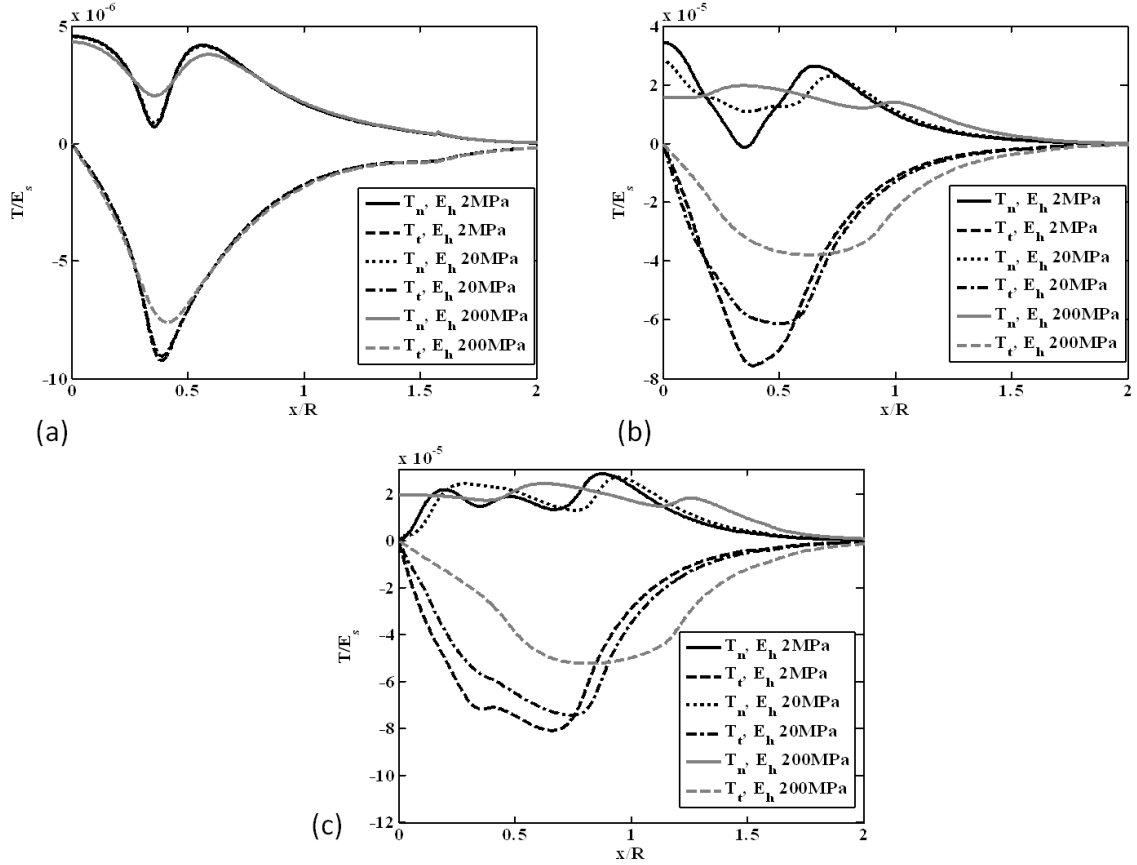 x 10^-6
5
0
-5
-10
0
0.5
1
1.5
2
T/E_s
x/R
T_n, E_h 2MPa
T_t, E_h 2MPa
T_n, E_h 20MPa
T_t, E_h 20MPa
T_n, E_h 200MPa
T_t, E_h 200MPa
(a)
x 10^-5
4
2
0
-2
-4
-6
-8
0
0.5
1
1.5
2
T/E_s
x/R
T_n, E_h 2MPa
T_t, E_h 2MPa
T_n, E_h 20MPa
T_t, E_h 20MPa
T_n, E_h 200MPa
T_t, E_h 200MPa
(b)
x 10^-5
2
0
-2
-4
-6
-8
-10
-12
0
0.5
1
1.5
2
T/E_s
x/R
T_n, E_h 2MPa
T_t, E_h 2MPa
T_n, E_h 20MPa
T_t, E_h 20MPa
T_n, E_h 200MPa
T_t, E_h 200MPa
(c)